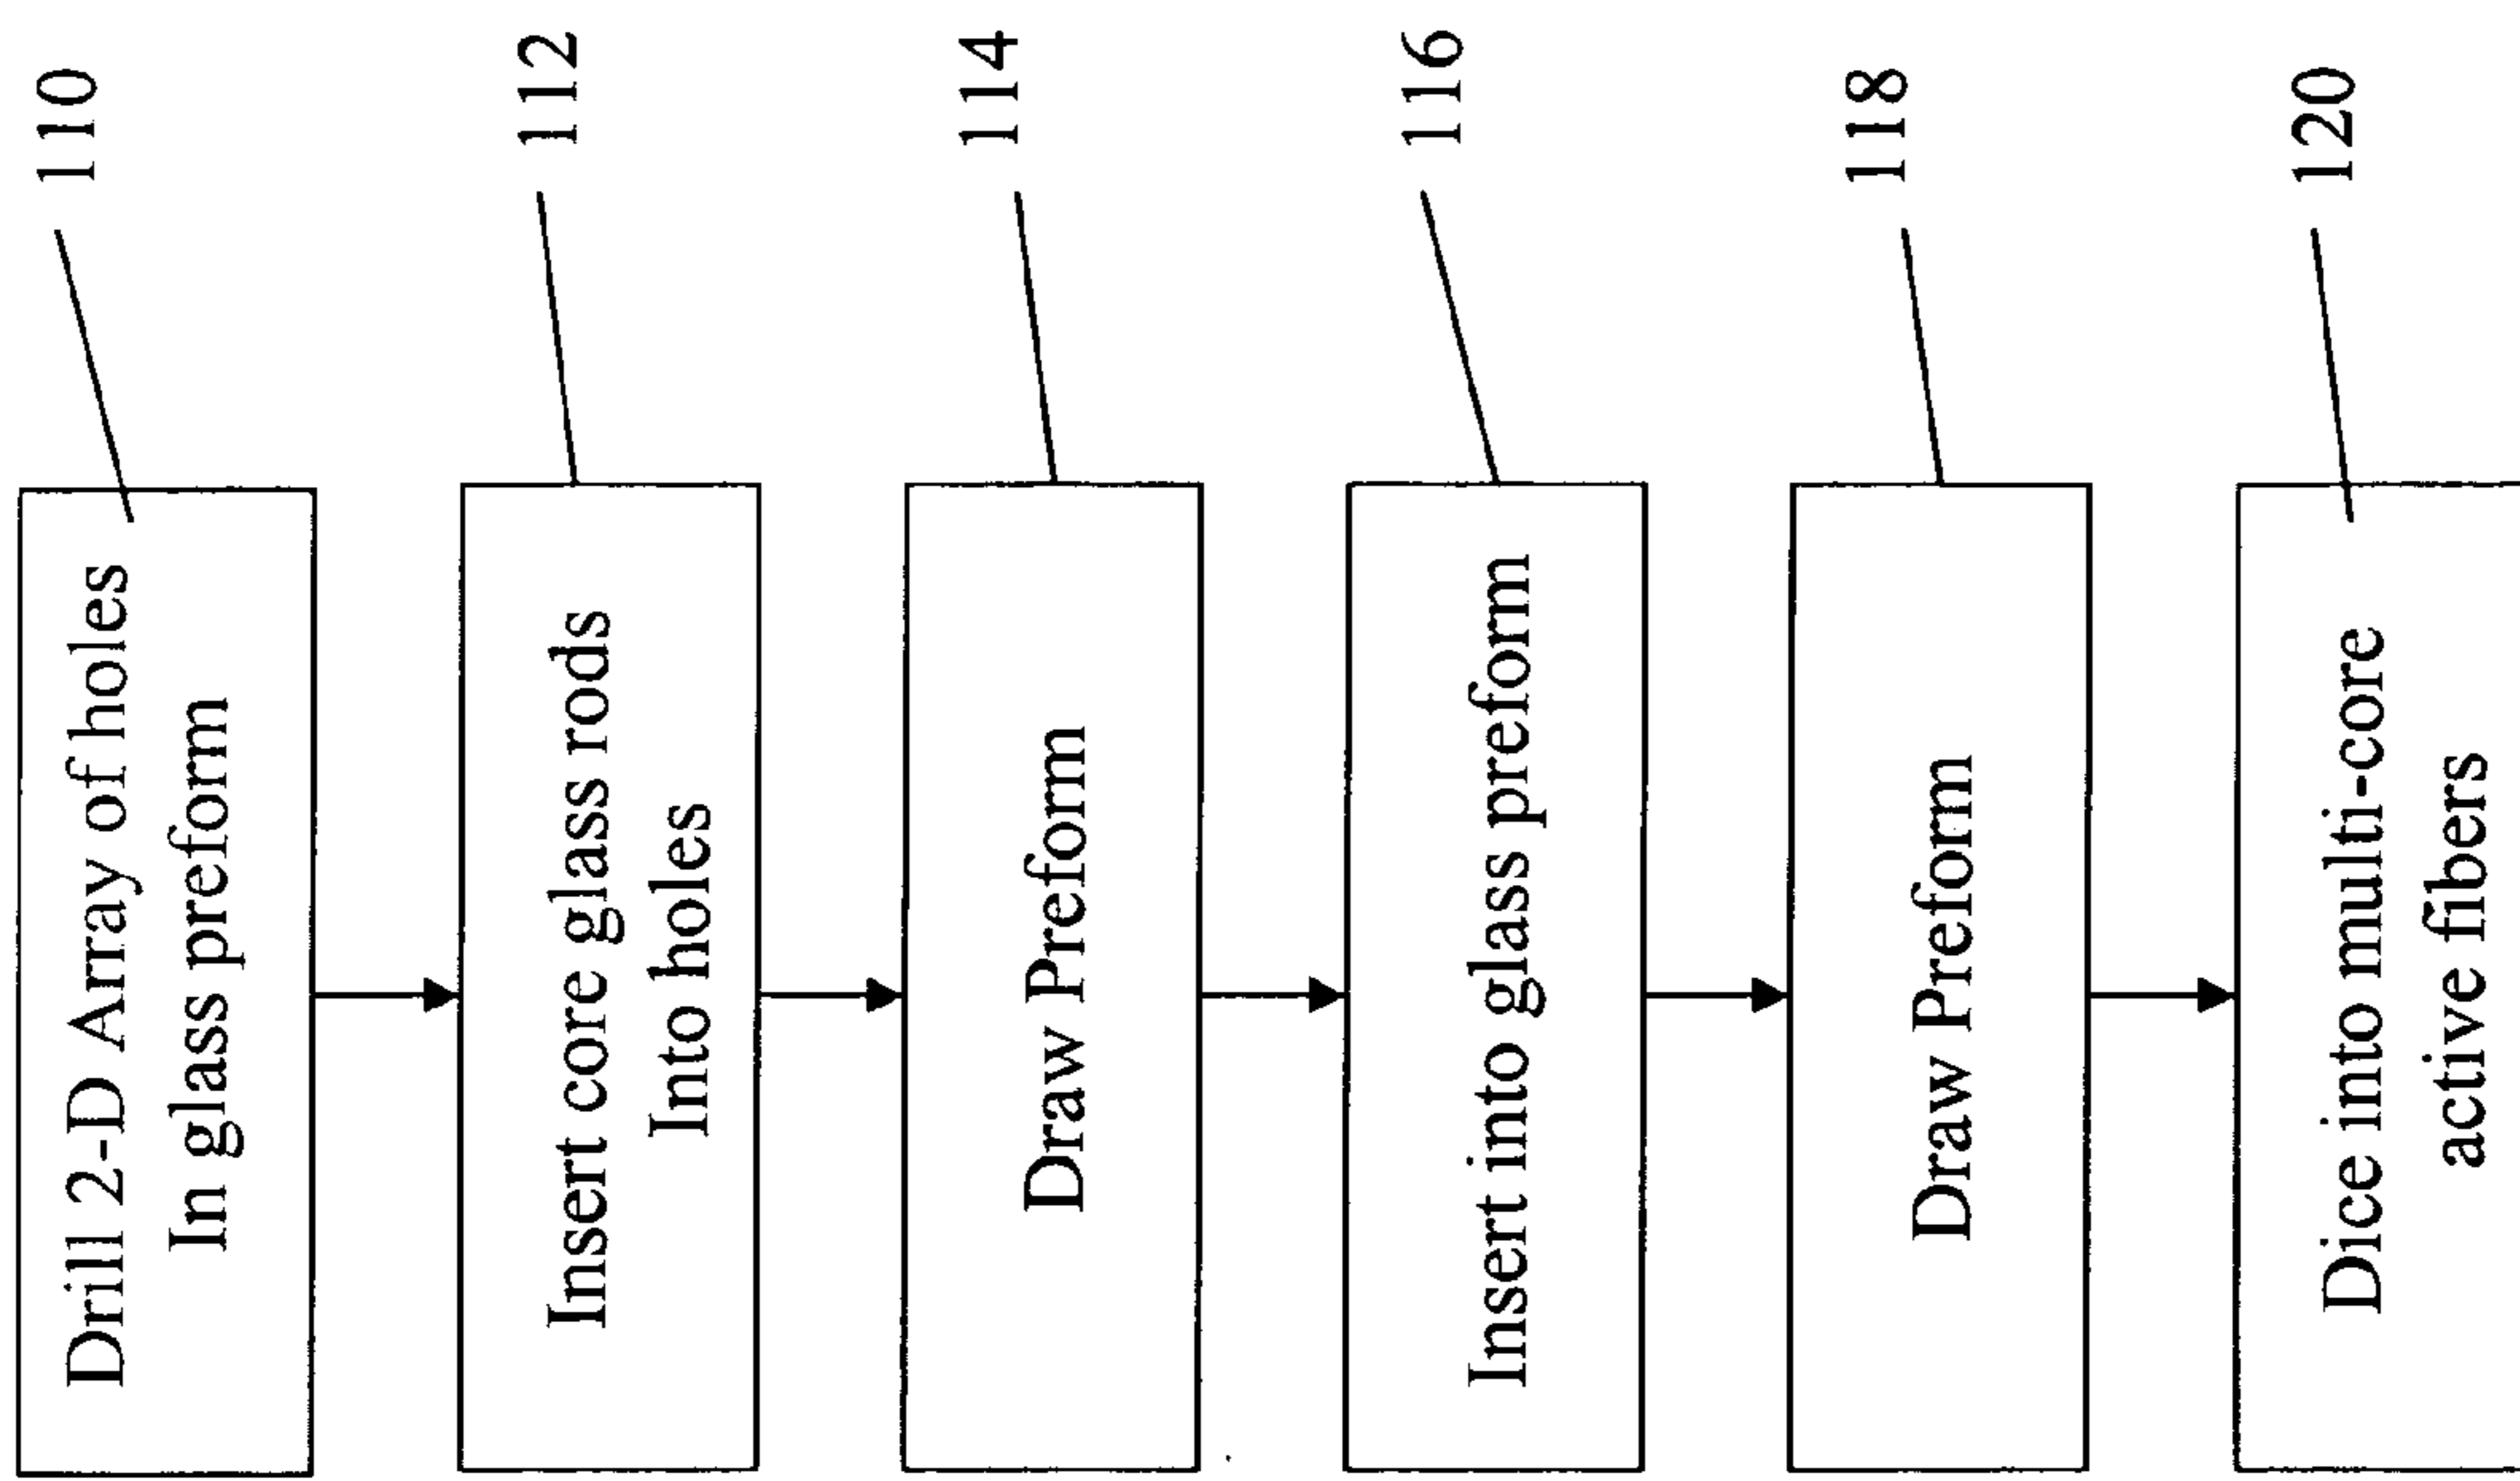 Drill 2-D Array of holes
In glass preform
110
Insert core glass rods
Into holes
112
Draw Preform
114
Insert into glass preform
116
Draw Preform
118
Dice into multi-core
active fibers
120